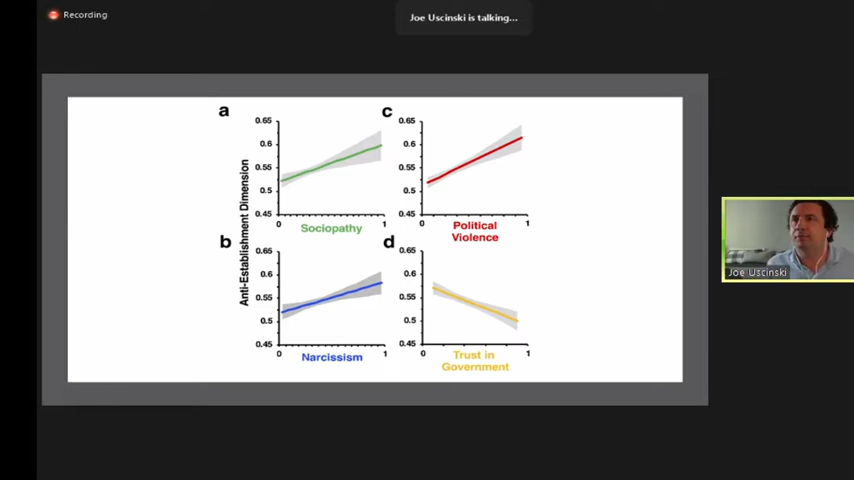 Recording
Joe Uscinski is talking...
a
0.65
0.6
0.55
0.5
0.45
0
1
Sociopathy
c
0.65
0.6
0.55
0.5
0.45
0
1
Political
Violence
Anti-Establishment Dimension
b
0.65
0.6
0.55
0.5
0.45
0
1
Narcissism
d
0.65
0.6
0.55
0.5
0.45
0
1
Trust in
Government
Joe Uscinski